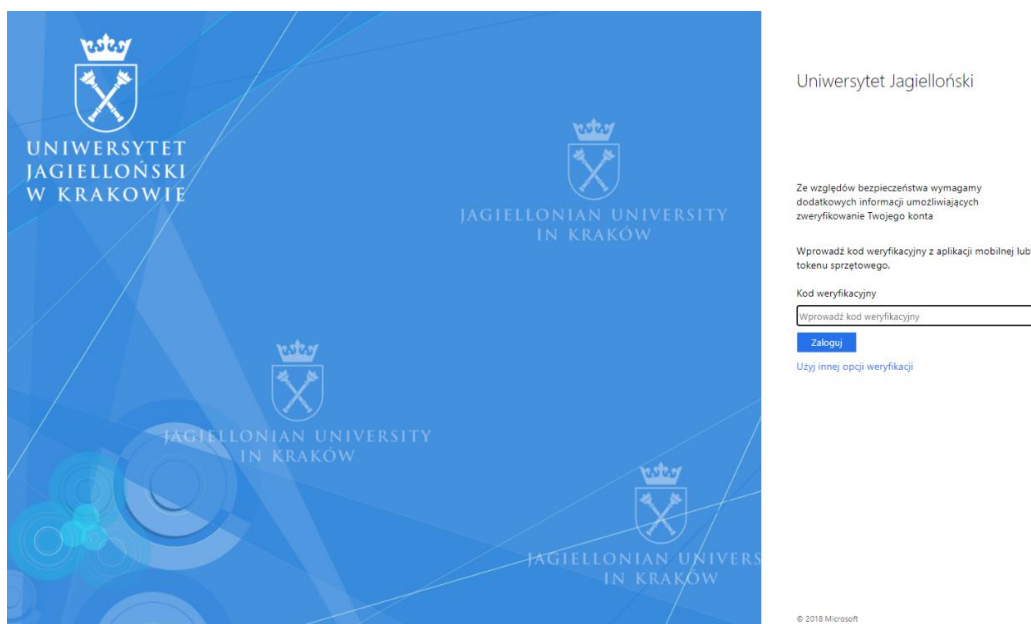 UNIWERSYTET
JAGIELLOŃSKI
W KRAKOWIE
JAGIELLONIAN UNIVERSITY
IN KRAKÓW
JAGIELLONIAN UNIVERSITY
IN KRAKÓW
JAGIELLONIAN UNIVERS
IN KRAKÓW
Uniwersytet Jagielloński
Ze względów bezpieczeństwa wymagamy
dodatkowych informacji umożliwiających
zweryfikowanie Twojego konta
Wprowadź kod weryfikacyjny z aplikacji mobilnej lub
tokenu sprzętowego.
Kod weryfikacyjny
Wprowadź kod weryfikacyjny
Zaloguj
Użyj innej opcji weryfikacji
© 2018 Microsoft